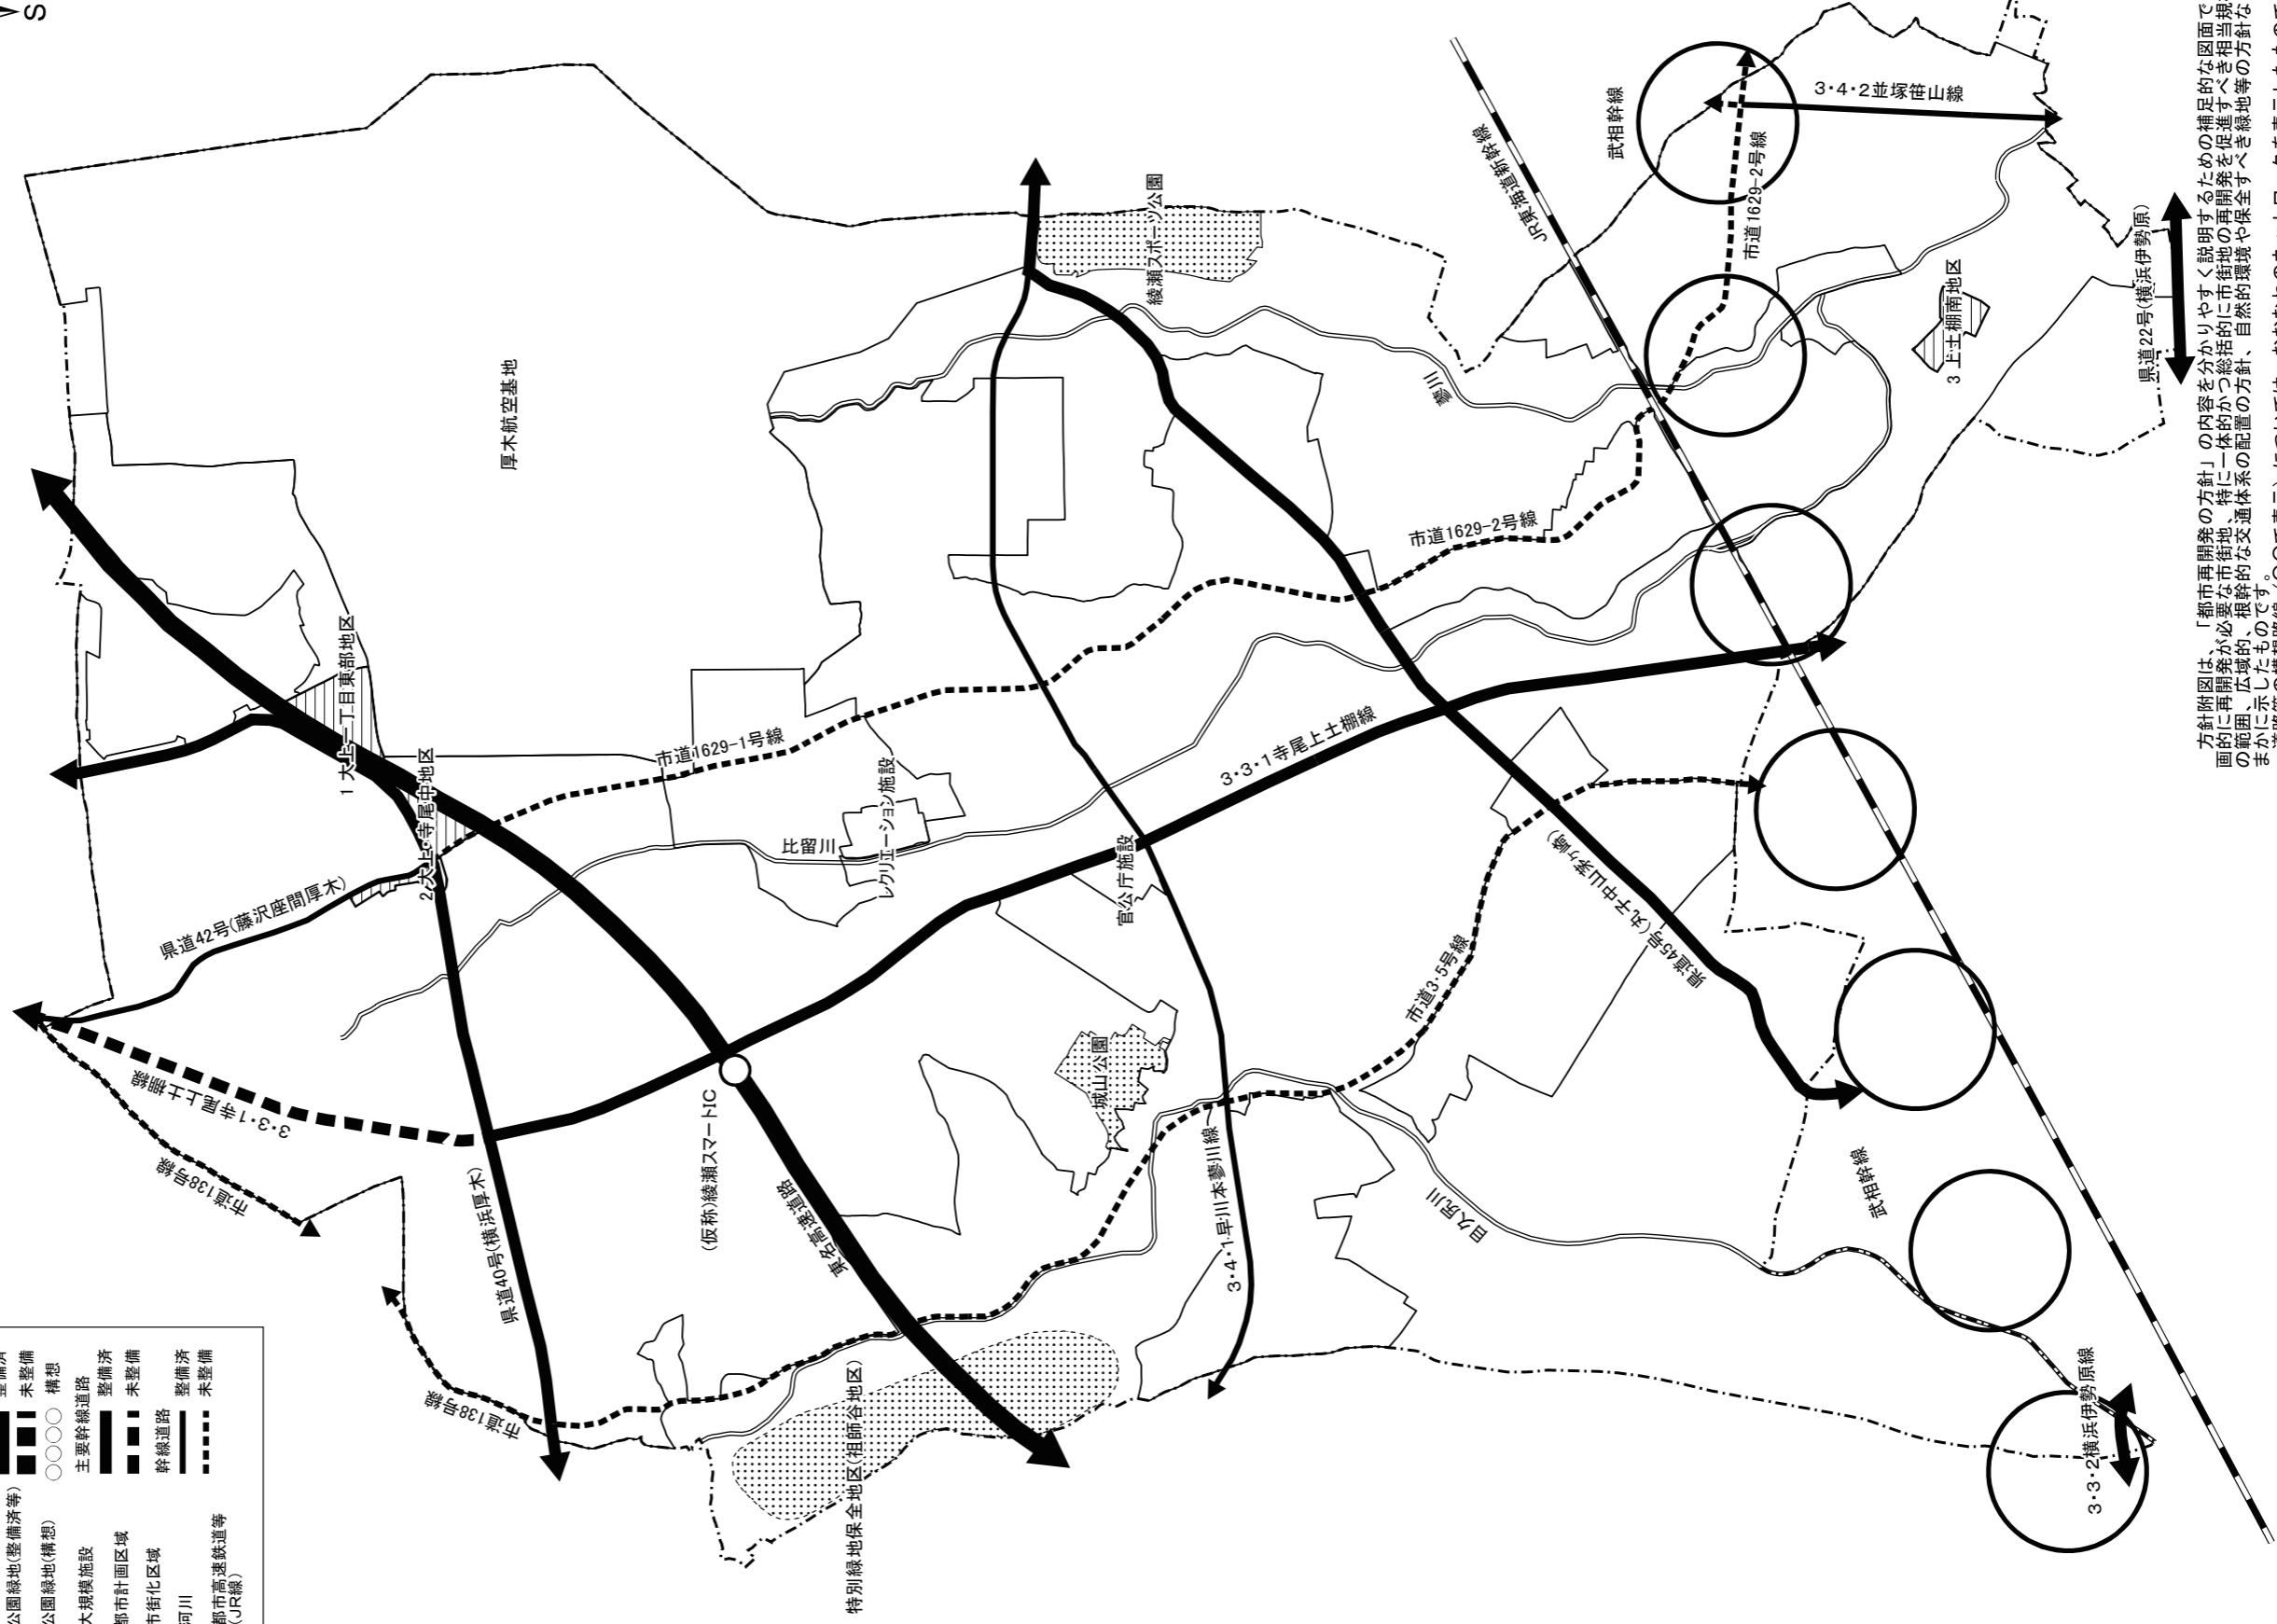 S
厚木航空基地
綾瀬スポーツ公園
JR東海道新幹線
武相幹線
3・4・2並塚笹山線
市道1629-2号線
蓼川
3 上土棚南地区
県道22号(横浜伊勢原)
1 大上一丁目東部地区
2 大上・寺尾中地区
市道1629-1号線
市道1629-2号線
3・3・1寺尾上土棚線
比留川
レクリエーション施設
官公庁施設
県道42号(藤沢座間厚木)
3・3・1寺尾上土棚線
市道138号線
県道40号(横浜厚木)
(仮称)綾瀬スマートIC
東名高速道路
城山公園
市道3-5号線
県道45号(丸子中山茅ヶ崎)
3・4・1早川本蓼川線
目久尻川
武相幹線
市道138号線
特別緑地保全地区(祖師谷地区)
3・3・2横浜伊勢原線
公園緑地(整備済等)
公園緑地(構想)
大規模施設
都市計画区域
市街化区域
河川
都市高速鉄道等
(JR線)
整備済
未整備
構想
主要幹線道路
整備済
未整備
幹線道路
整備済
未整備
方針附図は、「都市再開発の方針」の内容を分かりやすく説明するための補足的な図面で
画的に再開発が必要な市街地、特に一体的かつ総括的に市街地の再開発を促進すべき相当規
の範囲、広域的、根幹的な交通体系の配置の方針、自然的環境や保全すべき緑地等の方針な
まかに示したものです。